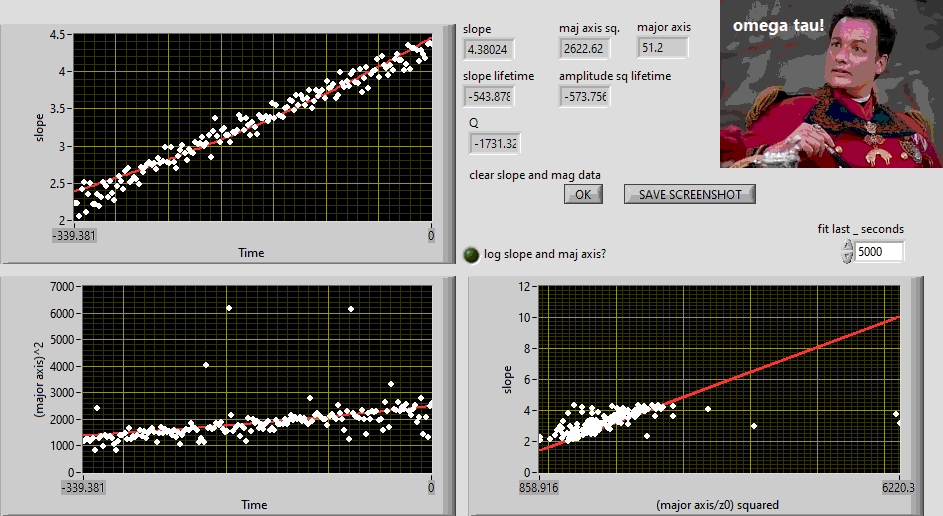 slope
4.5
4
3.5
3
2.5
2
-339.381
0
Time
slope
4.38024
maj axis sq.
2622.62
major axis
51.2
slope lifetime
-543.878
amplitude sq lifetime
-573.756
Q
-1731.32
clear slope and mag data
OK
SAVE SCREENSHOT
omega tau!
fit last _ seconds
5000
log slope and maj axis?
(major axis)^2
7000
6000
5000
4000
3000
2000
1000
0
-339.381
0
Time
slope
12
10
8
6
4
2
0
858.916
6220.3
(major axis/z0) squared